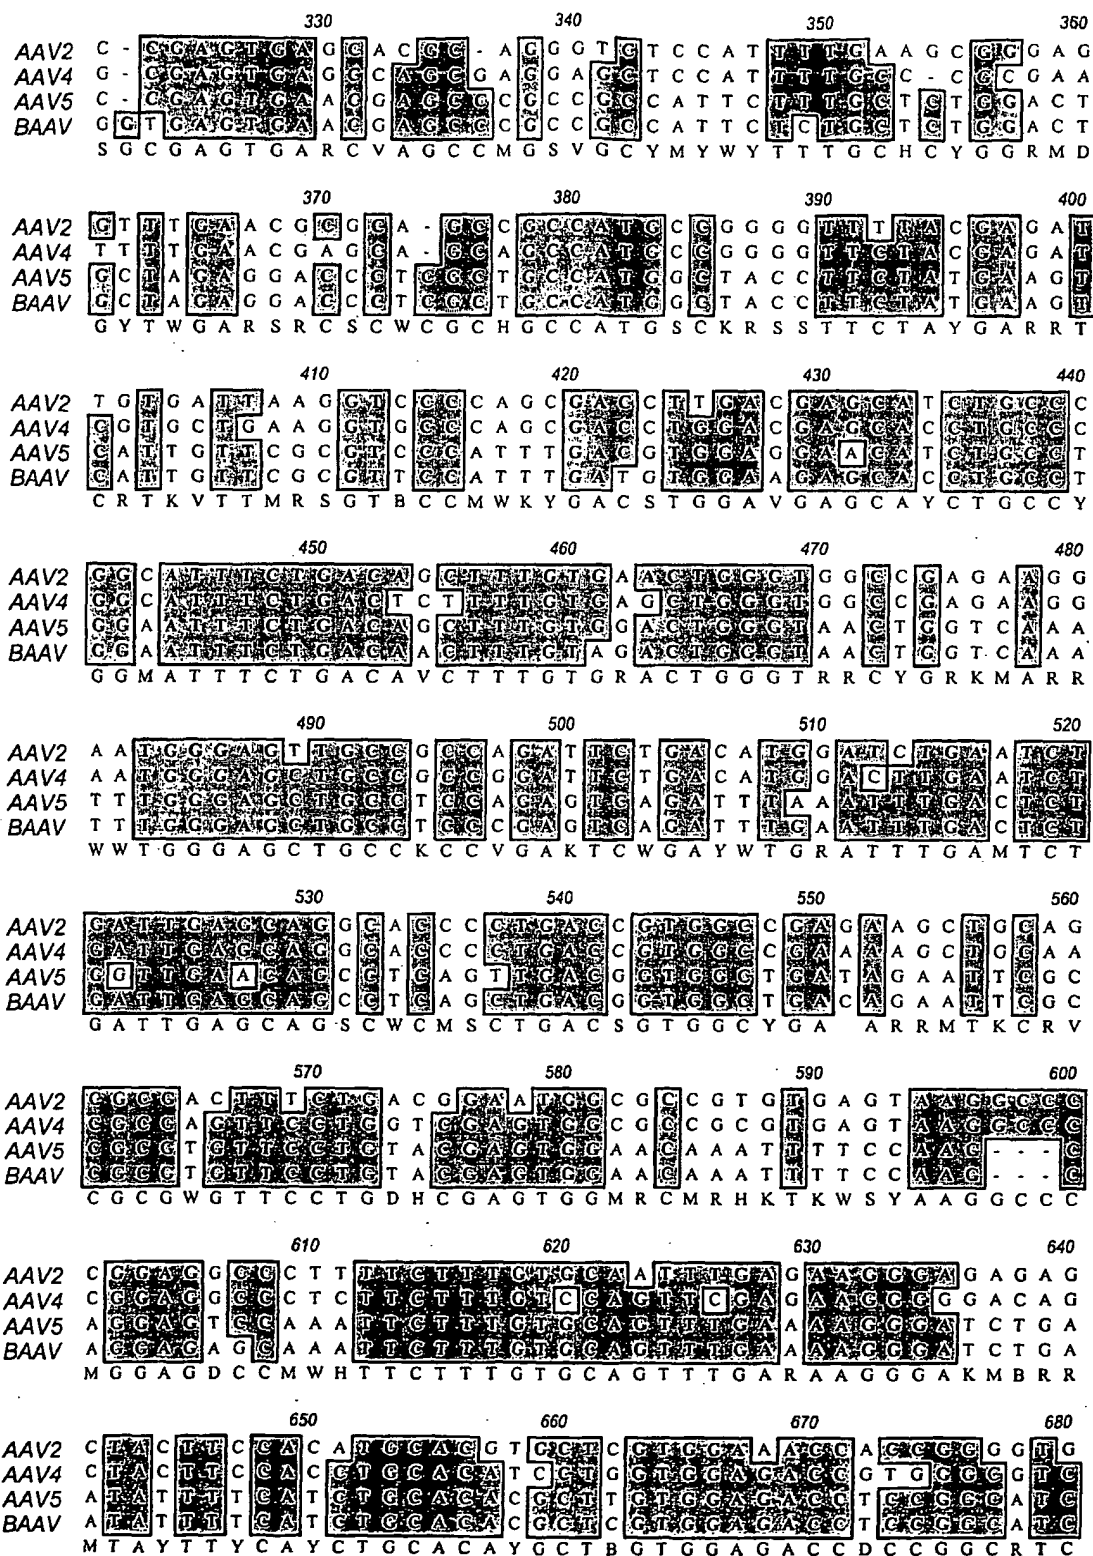 330 340 350 360
AAV2 C - C G A G T G A G C A C G C - A G G G T G T C C A T T T T G A A G C G G G A G
AAV4 G - C G A G T G A G G C A G C G A G G A G C T C C A T T T T G C C - C G C G A A
AAV5 C - C G A G T G A A G G A G C G C G C C G C C A T T C T T T G C T C T G G A C T
BAAV G G T G A G T G A A C G A G C C C G C C G C C A T T C T C T G C T C T G G A C T
S G C G A G T G A R C V A G C C M G S V G C Y M Y W Y T T T G C H C Y G G R M D
370 380 390 400
AAV2 G T T T G A A C G C G C A - G C C G C C A T G C C G G G G T T T T A C G A G A T
AAV4 T T T T G A A C G A G C A - G C A G G C A T G C C G G G G T T C T A C G A G A T
AAV5 G C T A G A G G A C C G T C G C T G C C A T G G C T A C C T T C T A T G A A G T
BAAV G C T A G A G G A C C G T C G C T G C C A T G G G T A C C T T C T A T G A A G T
G Y T W G A R S R C S C W C G C H G C C A T G S C K R S S T T C T A Y G A R R T
410 420 430 440
AAV2 T G T G A T T A A G G T C C C C A G C G A G C T T G A C G A G C A T C T G C C C
AAV4 C G T G C T G A A G G T G C C C A G C G A C C T G G A C G A G C A C C T G C C C
AAV5 C A T T G T T C G C G T C C C A T T T G A C G T G G A G G A A C A T C T G C C T
BAAV C A T T G T T C G C G T T C C A T T T G A T G T G G A A G A G C A C C T G C C T
C R T K V T T M R S G T B C C M W K Y G A C S T G G A V G A G C A Y C T G C C Y
450 460 470 480
AAV2 G G C A T T T C T G A C A G C T T T G T G A A C T G G G T G G C C G A G A A G G
AAV4 G G C A T T T C T G A C T C T T T T G T G A G C T G G G T G G C C G A G A A G G
AAV5 G G A A T T T C T G A C A G C T T T G T G G A C T G G G T A A C T G G T C A A A
BAAV G G A A T T T C T G A C A A C T T T G T A G A C T G G G T A A C T G G T C A A A
G G M A T T T C T G A C A V C T T T G T G R A C T G G G T R R C Y G R K M A R R
490 500 510 520
AAV2 A A T G G G A G T T G C C G C C A G A T T C T G A C A T G G A T C T G A A T C T
AAV4 A A T G G G A G C T G C C G C C G G A T T C T G A C A T G G A C T T G A A T C T
AAV5 T T T G G G A G C T G C C T C C A G A G T C A G A T T T A A A T T T G A C T C T
BAAV T T T G G G A G C T G C G T C C C G A G T C A G A T T T G A A T T T G A C T C T
W W T G G G A G C T G C C K C C V G A K T C W G A Y W T G R A T T T G A M T C T
530 540 550 560
AAV2 G A T T G A G C A G G C A C C C C T G A C C G T G G C C G A G A A G C T G C A G
AAV4 G A T T G A G C A G G C A C C C C T G A C C G T G G C C G A A A A G C T G C A A
AAV5 G G T T G A A C A G C G T C A G T T G A C G G T G G C T G A T A G A A T T C G C
BAAV G A T T G A G C A G C G T C A G C T G A C G G T G G C T G A C A G A A T T C G C
G A T T G A G C A G S C W C M S C T G A C S G T G G C Y G A A R R M T K C R V
570 580 590 600
AAV2 C G C G A C T T T C T G A C G G A A T G G C G C C G T G T G A G T A A G G C C C
AAV4 C G C G A G T T C C T G G T C G A G T G G C G C C G C G T G A G T A A G G C C C
AAV5 C G C G T G T T C C T G T A C G A G T G G A A C A A A T T T T C C A A G - - - C
BAAV C G C G T G T T C C T G T A C G A G T G G A A C A A A T T T T C C A A G - - - C
C G C G W G T T C C T G D H C G A G T G G M R C M R H K T K W S Y A A G G C C C
610 620 630 640
AAV2 C G G A G G C C C T T T T C T T T G T G C A A T T T G A G A A G G G A G A G A G
AAV4 C G G A G G C C C T C T T C T T T G T C C A G T T C G A G A A G G G G G A C A G
AAV5 A G G A G T C C A A A T T C T T T G T G C A G T T T G A A A A G G G A T C T G A
BAAV A G G A G A G C A A A T T C T T T G T G C A G T T T G A A A A G G G A T C T G A
M G G A G D C C M W H T T C T T T G T G C A G T T T G A R A A G G G A K M B R R
650 660 670 680
AAV2 C T A C T T C C A C A T G C A C G T G C T C G T G G A A A C C A G C G G G G T G
AAV4 C T A C T T C C A C C T G C A C A T C C T G G T G G A G A C C G T G G G C G T C
AAV5 A T A T T T T C A T C T G C A C A C G C T T G T G G A G A C C T C C G G C A T C
BAAV A T A T T T T C A T C T G C A C A C G C T C G T G G A G A C C T C C G G C A T C
M T A Y T T Y C A Y C T G C A C A Y G C T B G T G G A G A C C D C C G G C R T C